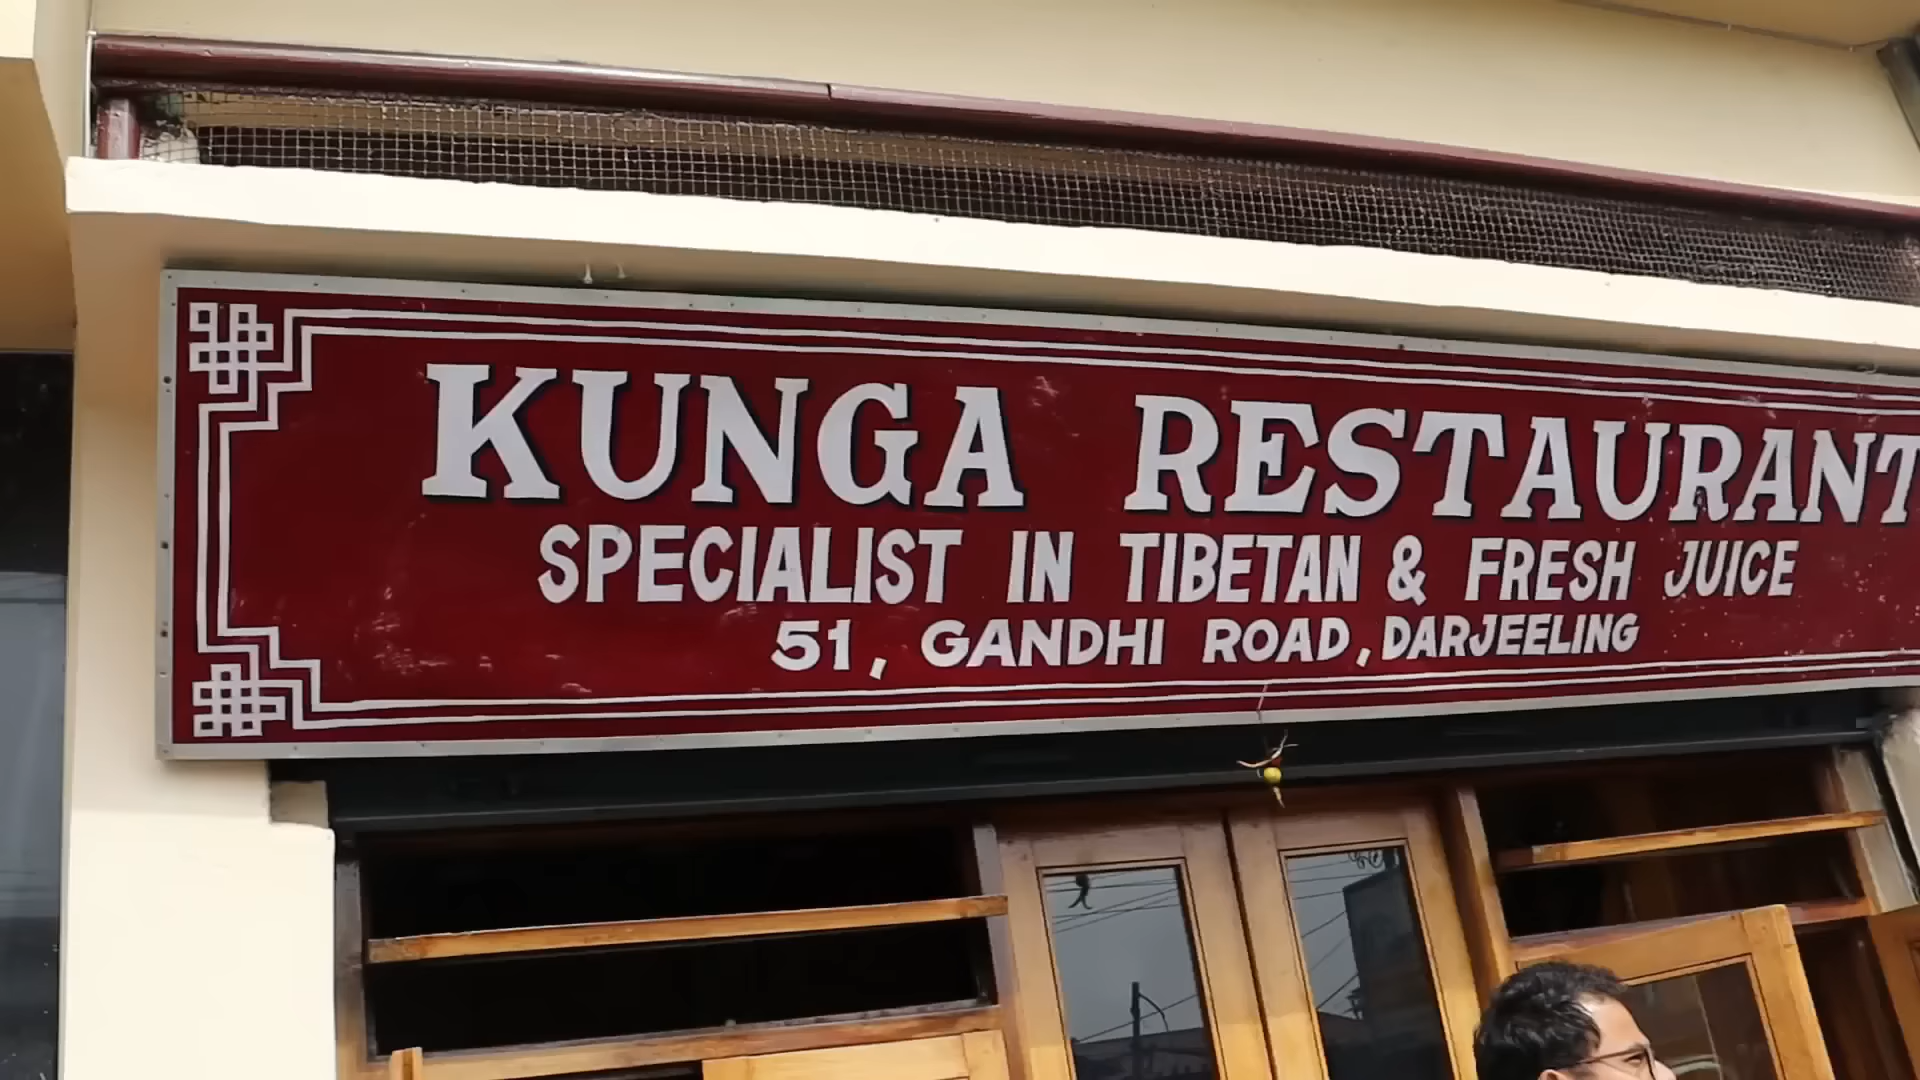 KUNGA RESTAURANT
SPECIALIST IN TIBETAN & FRESH JUICE
51, GANDHI ROAD, DARJEELING